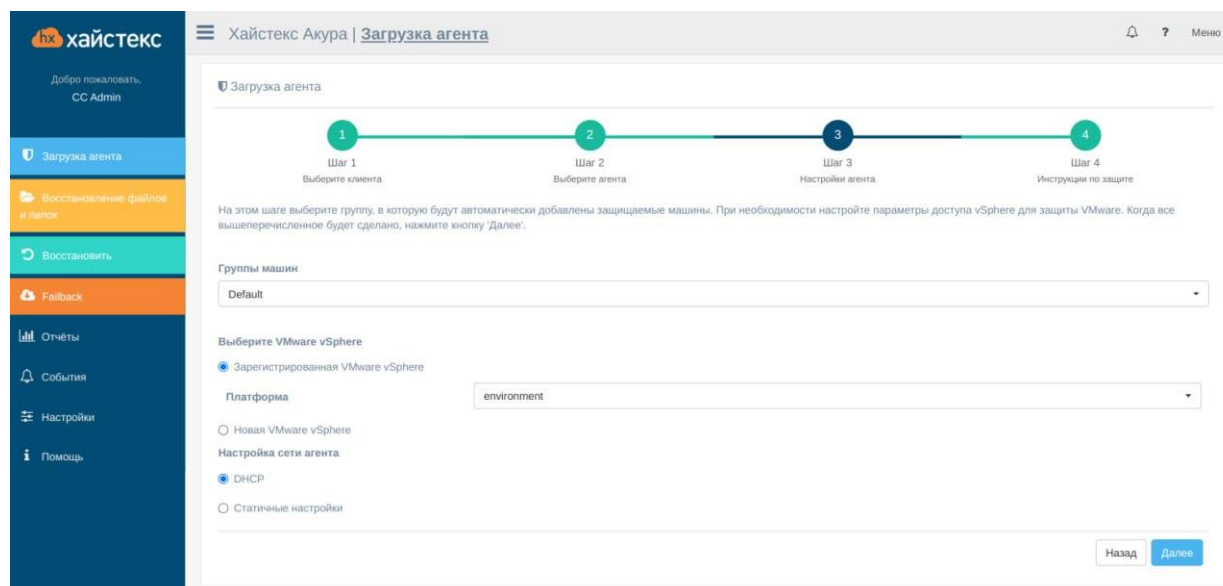 hx хайстекс
Добро пожаловать,
CC Admin
Загрузка агента
Восстановление файлов
и папок
Восстановить
Failback
Отчёты
События
Настройки
Помощь
Хайстекс Акура | Загрузка агента
? Меню
Загрузка агента
1 2 3 4
Шаг 1 Шаг 2 Шаг 3 Шаг 4
Выберите клиента Выберите агента Настройки агента Инструкции по защите
На этом шаге выберите группу, в которую будут автоматически добавлены защищаемые машины. При необходимости настройте параметры доступа vSphere для защиты VMware. Когда все
вышеперечисленное будет сделано, нажмите кнопку 'Далее'.
Группы машин
Default
Выберите VMware vSphere
Зарегистрированная VMware vSphere
Платформа environment
Новая VMware vSphere
Настройка сети агента
DHCP
Статичные настройки
Назад Далее